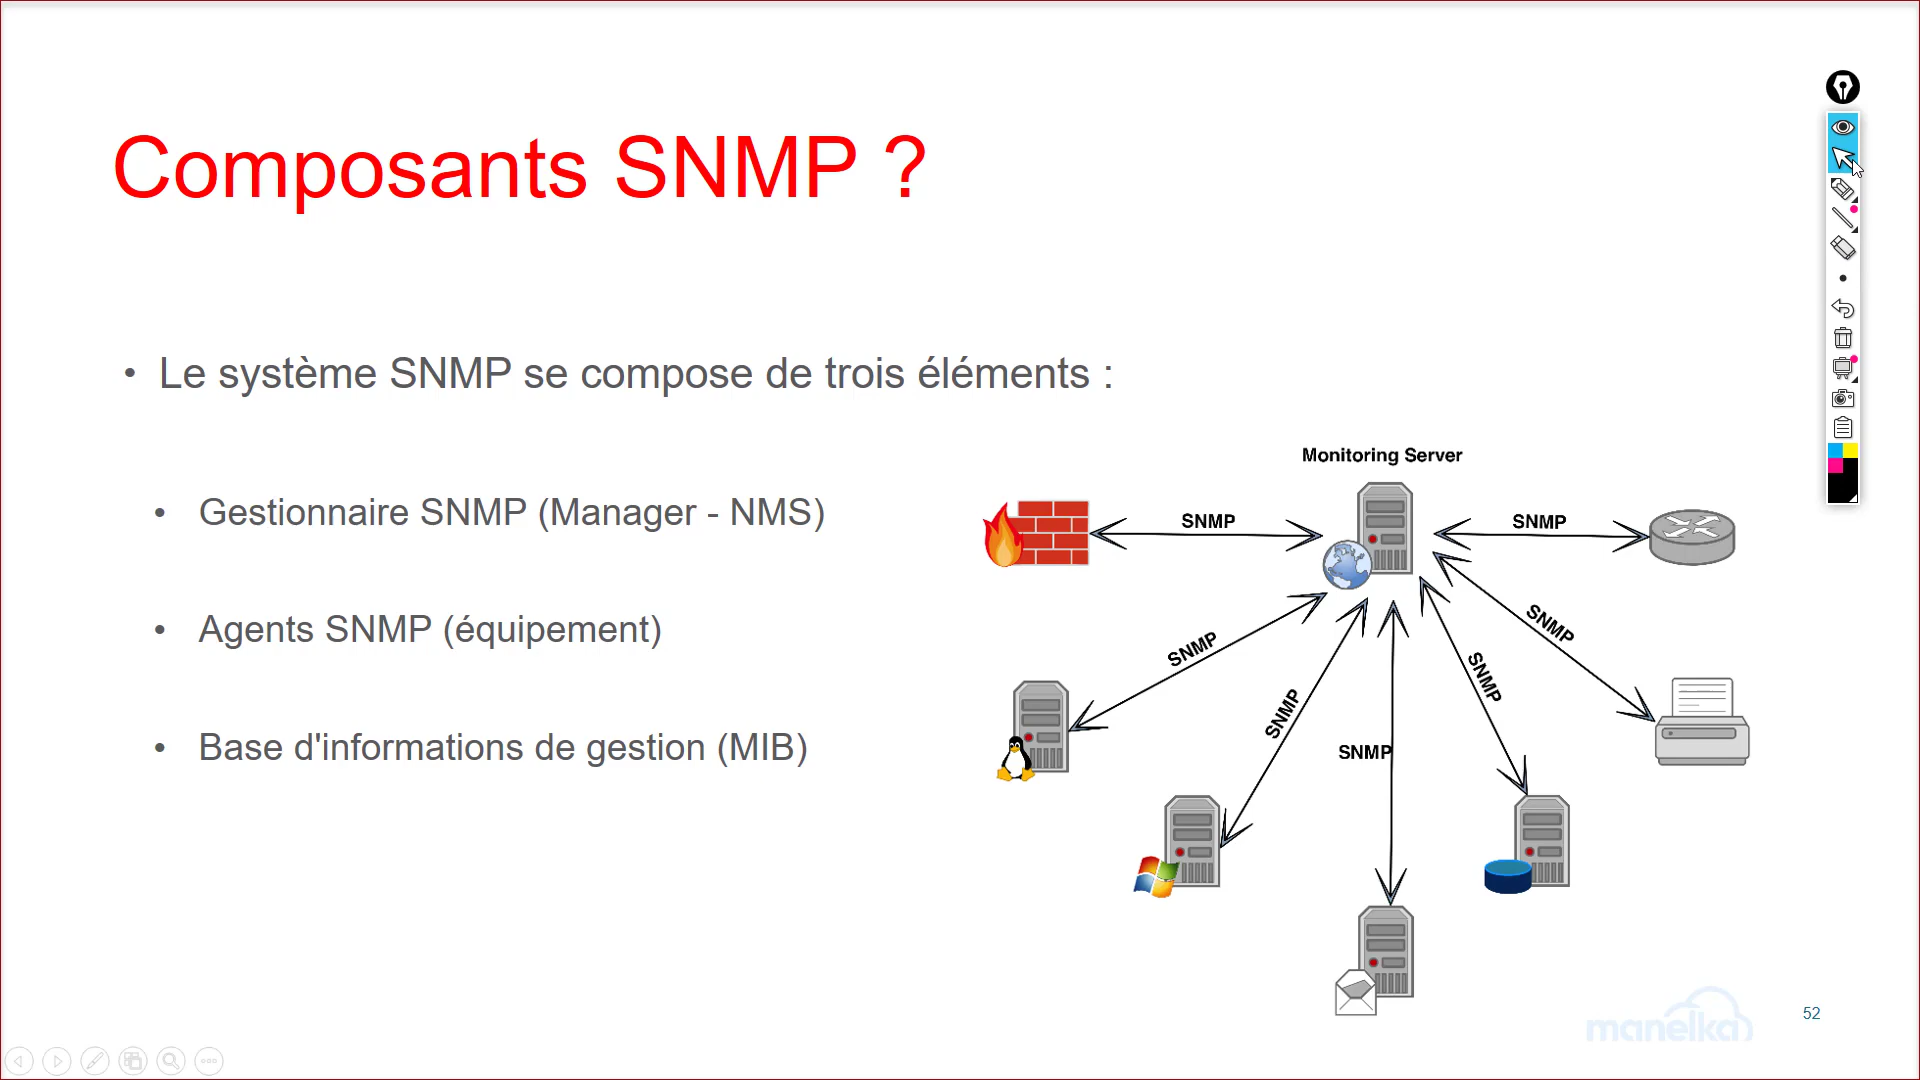 Composants SNMP ?
• Le système SNMP se compose de trois éléments :
• Gestionnaire SNMP (Manager - NMS)
• Agents SNMP (équipement)
• Base d'informations de gestion (MIB)
Monitoring Server
SNMP
SNMP
SNMP
SNMP
SNMP
SNMP
SNMP
manelka
52